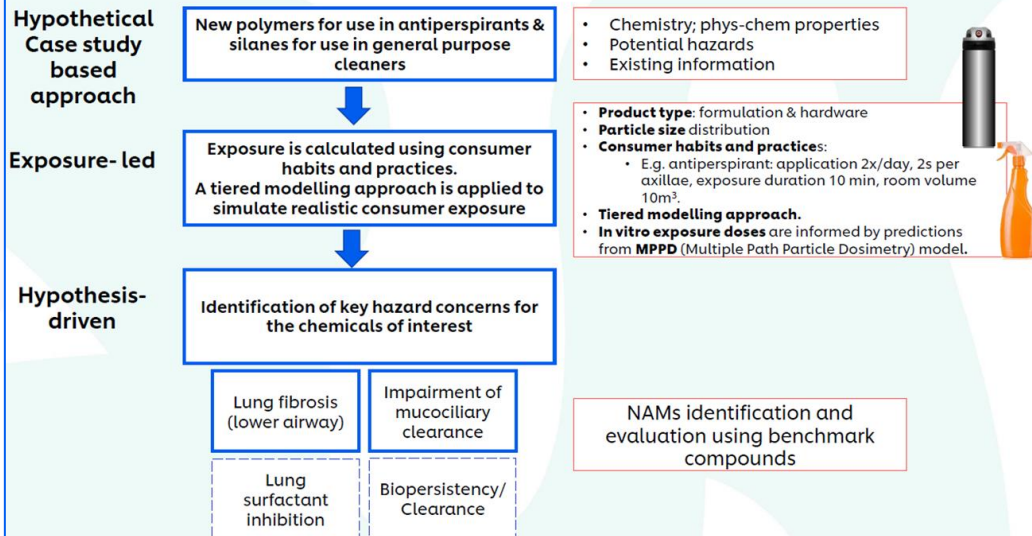 Hypothetical
Case study
based
approach
New polymers for use in antiperspirants &
silanes for use in general purpose
cleaners
• Chemistry; phys-chem properties
• Potential hazards
• Existing information
Exposure- led
Exposure is calculated using consumer
habits and practices.
A tiered modelling approach is applied to
simulate realistic consumer exposure
• Product type: formulation & hardware
• Particle size distribution
• Consumer habits and practices:
• E.g. antiperspirant: application 2x/day, 2s per
axillae, exposure duration 10 min, room volume
10m³.
• Tiered modelling approach.
• In vitro exposure doses are informed by predictions
from MPPD (Multiple Path Particle Dosimetry) model.
Hypothesis-
driven
Identification of key hazard concerns for
the chemicals of interest
Lung fibrosis
(lower airway)
Impairment of
mucociliary
clearance
Lung
surfactant
inhibition
Biopersistency/
Clearance
NAMs identification and
evaluation using benchmark
compounds